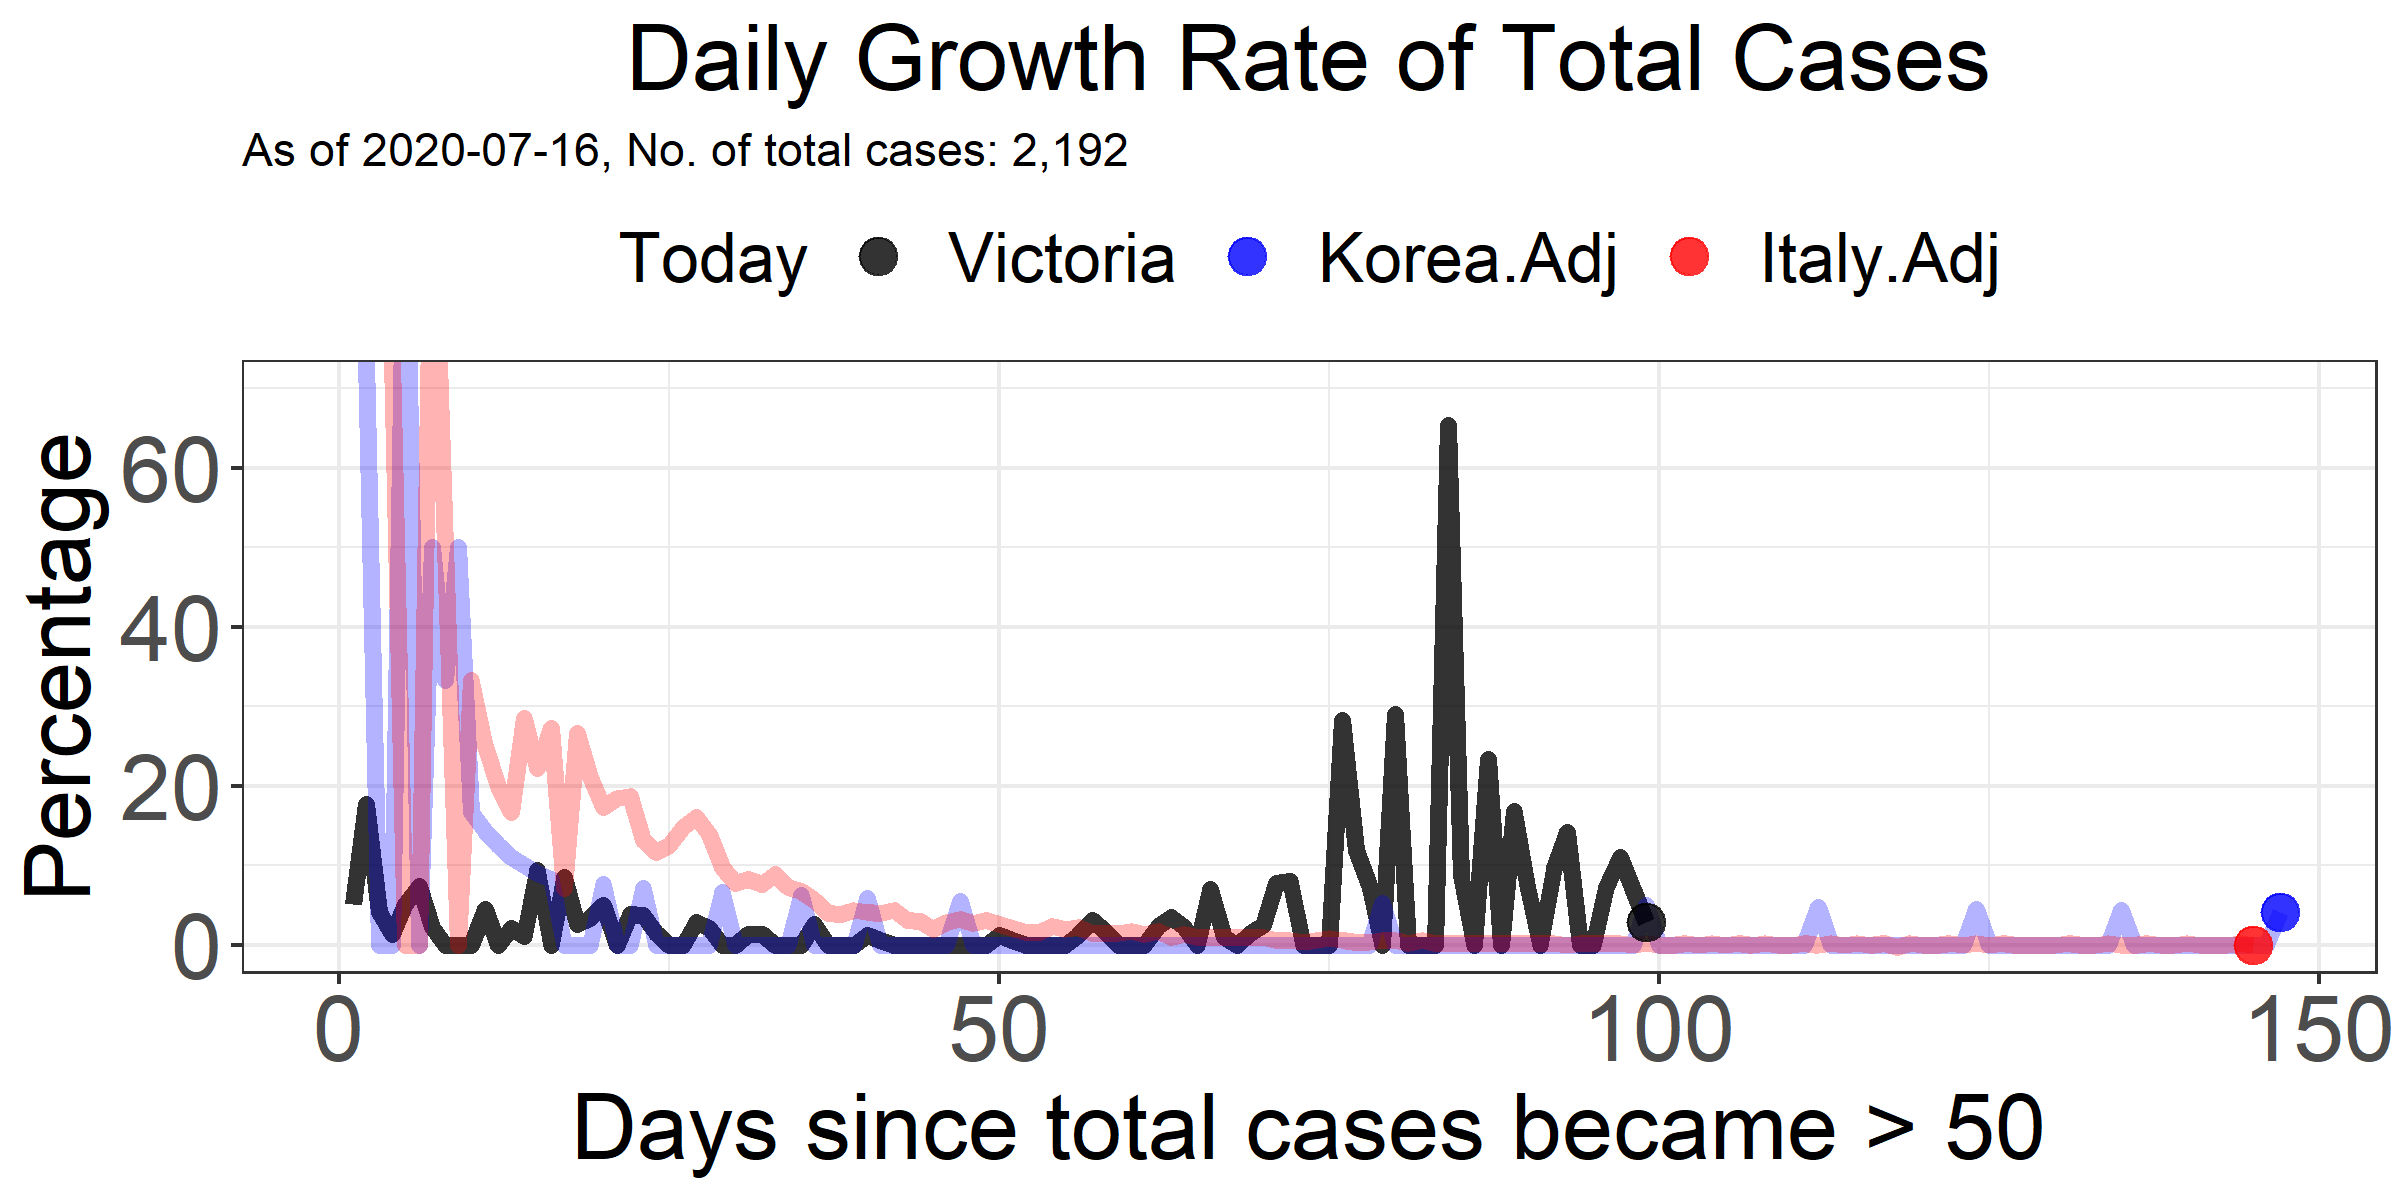 Daily Growth Rate of Total Cases
As of 2020-07-16, No. of total cases: 2,192
Today Victoria Korea.Adj Italy.Adj
Percentage
60
40
20
0
0 50 100 150
Days since total cases became > 50